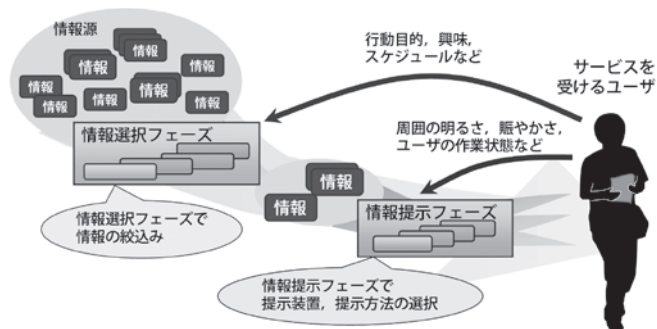 情報源
情報
情報
情報
情報
情報
情報
情報
情報
行動目的，興味，
スケジュールなど
サービスを
受けるユーザ
情報選択フェーズ
周囲の明るさ，賑やかさ，
ユーザの作業状態など
情報
情報
情報提示フェーズ
情報選択フェーズで
情報の絞込み
情報提示フェーズで
提示装置，提示方法の選択